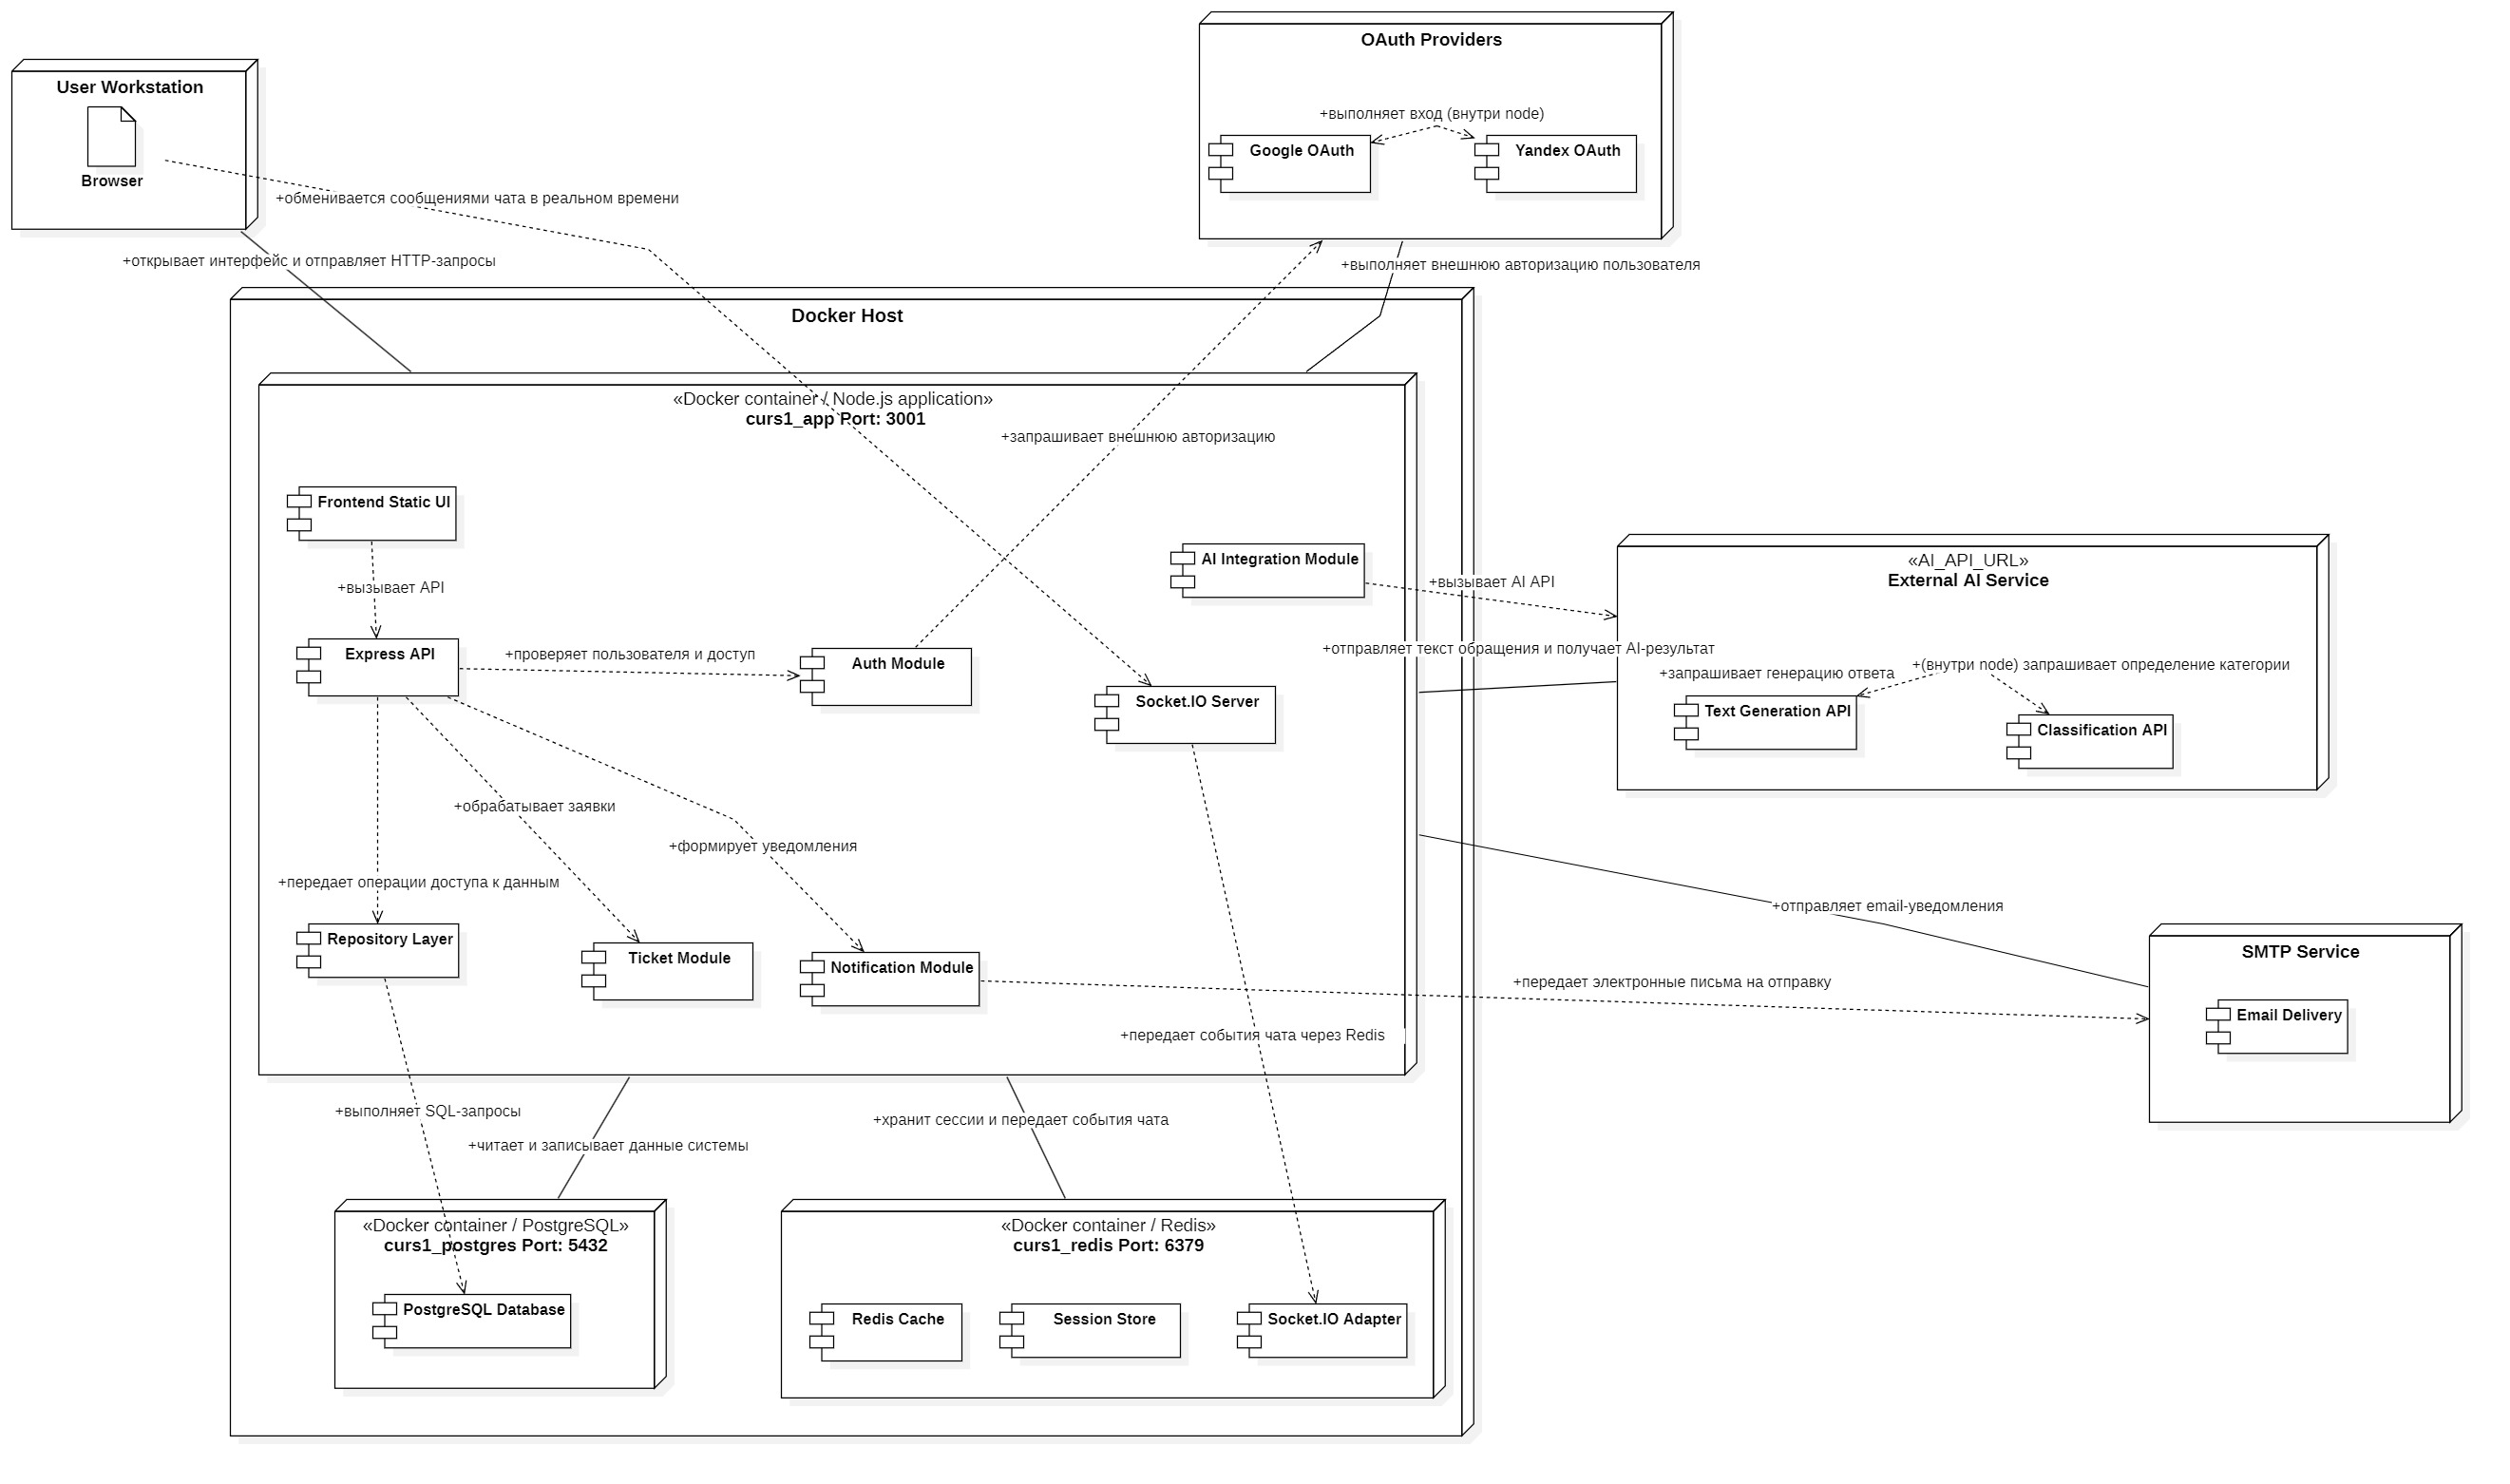 OAuth Providers
User Workstation
+выполняет вход (внутри node)
Google OAuth
Yandex OAuth
Browser
+обменивается сообщениями чата в реальном времени
+открывает интерфейс и отправляет HTTP-запросы
+выполняет внешнюю авторизацию пользователя
Docker Host
«Docker container / Node.js application»
curs1_app Port: 3001
+запрашивает внешнюю авторизацию
Frontend Static UI
AI Integration Module
+вызывает AI API
«AI_API_URL»
External AI Service
+вызывает API
Express API
+проверяет пользователя и доступ
Auth Module
+отправляет текст обращения и получает AI-результат
+запрашивает генерацию ответа
+(внутри node) запрашивает определение категории
Socket.IO Server
Text Generation API
Classification API
+обрабатывает заявки
+формирует уведомления
+передает операции доступа к данным
+отправляет email-уведомления
Repository Layer
Ticket Module
Notification Module
SMTP Service
+передает электронные письма на отправку
Email Delivery
+передает события чата через Redis
+выполняет SQL-запросы
+хранит сессии и передает события чата
+читает и записывает данные системы
«Docker container / PostgreSQL»
curs1_postgres Port: 5432
«Docker container / Redis»
curs1_redis Port: 6379
PostgreSQL Database
Redis Cache
Session Store
Socket.IO Adapter